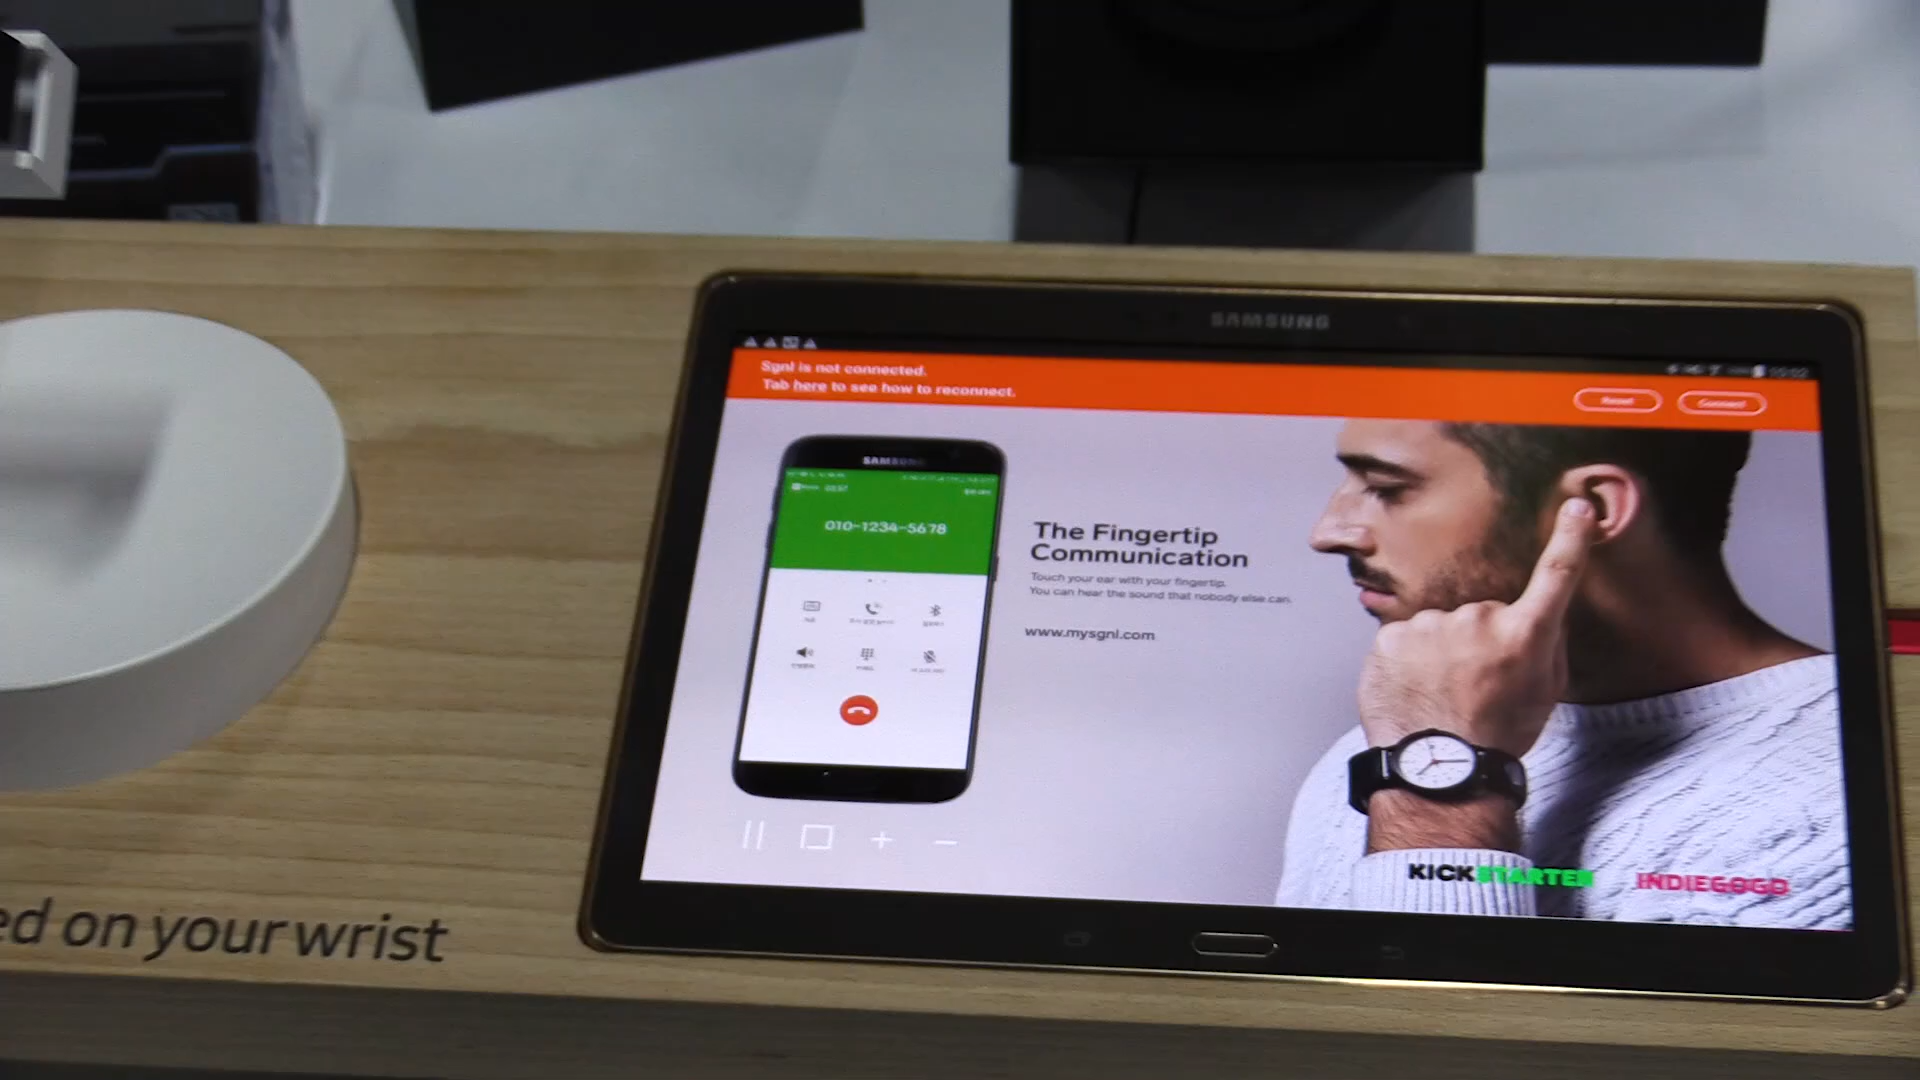 SAMSUNG
Sgnl is not connected.
Tab here to see how to reconnect.
Reset
Connect
SAMSUNG
010-1234-5678
The Fingertip
Communication
Touch your ear with your fingertip.
You can hear the sound that nobody else can.
www.mysgnl.com
KICKSTARTER
INDIEGOGO
ed on your wrist